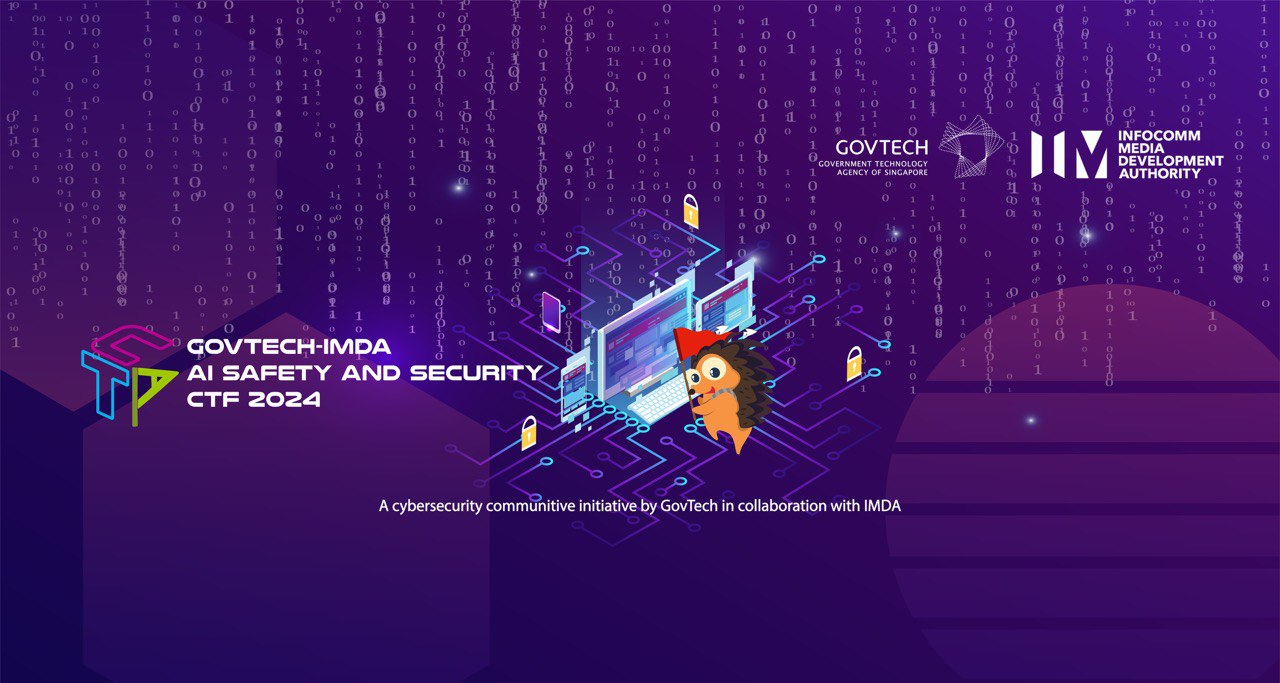 GOVTECH
GOVERNMENT TECHNOLOGY
AGENCY OF SINGAPORE
INFOCOMM
MEDIA
DEVELOPMENT
AUTHORITY
GOVTECH-IMDA
AI SAFETY AND SECURITY
CTF 2024
A cybersecurity communitive initiative by GovTech in collaboration with IMDA